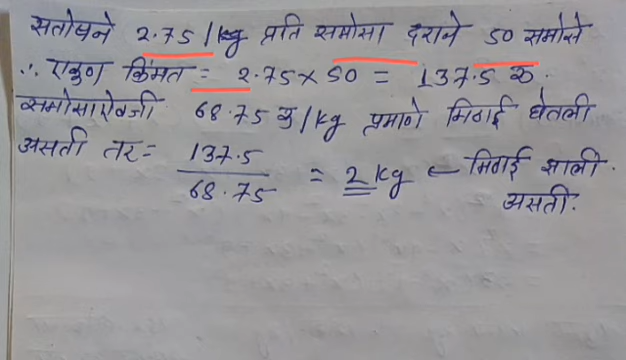 सतोषने 2.75/kg प्रति समोसा दराने 50 समोसे
∴ एकुण किंमत = 2.75 x 50 = 137.5 रु.
समोसाऐवजी 68.75 रु/kg प्रमाणे मिठाई घेतली
असती तर = 137.5 / 68.75 = 2 kg ← मिठाई आली
असती.